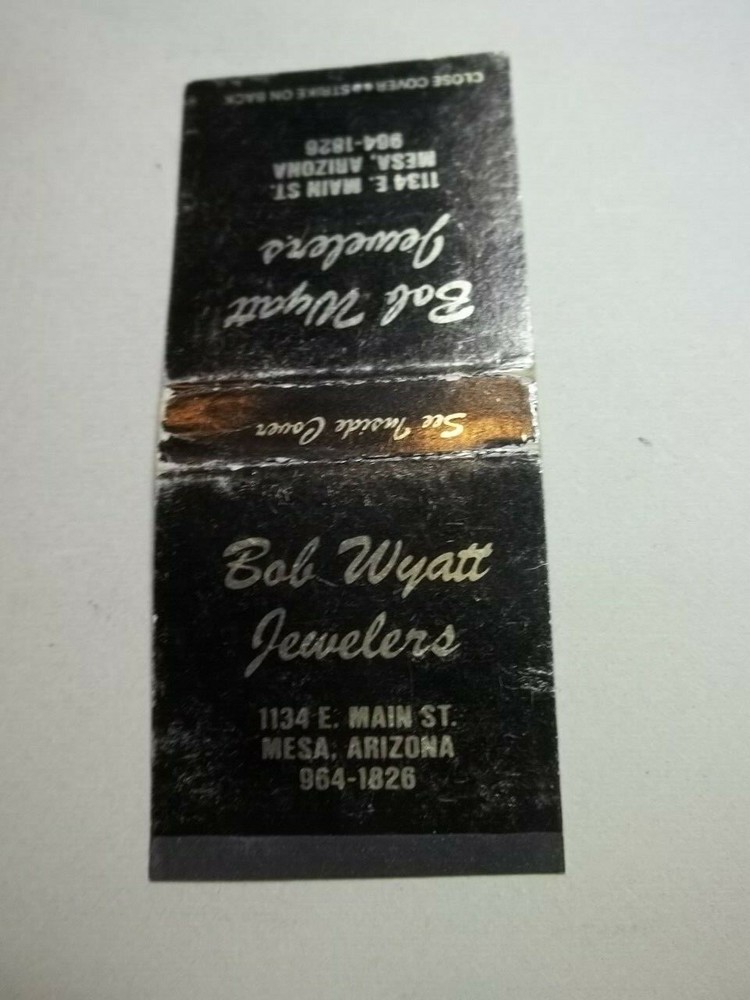 CLOSE COVER●●STRIKE ON BACK
964-1826
MESA, ARIZONA
1134 E. MAIN ST.
Jewelers
Bob Wyatt
See Inside Cover
Bob Wyatt
Jewelers
1134 E. MAIN ST.
MESA, ARIZONA
964-1826